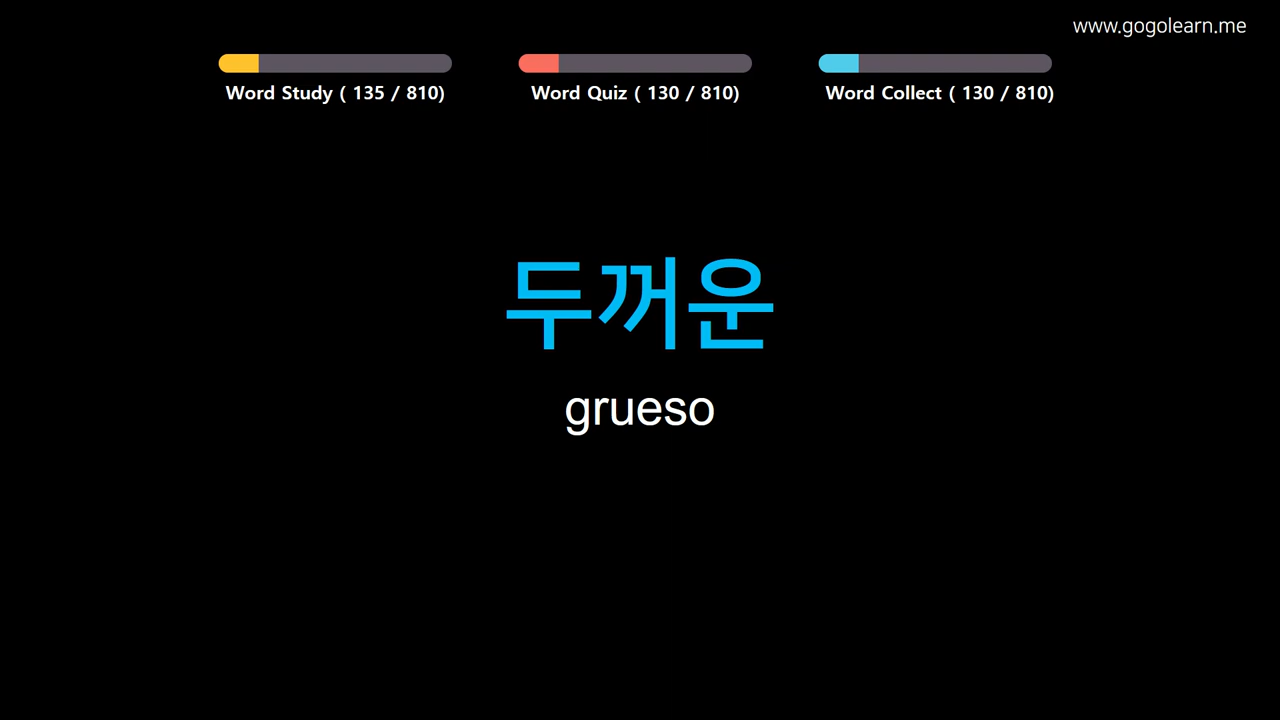 www.gogolearn.me
Word Study ( 135 / 810)
Word Quiz ( 130 / 810)
Word Collect ( 130 / 810)
두꺼운
grueso